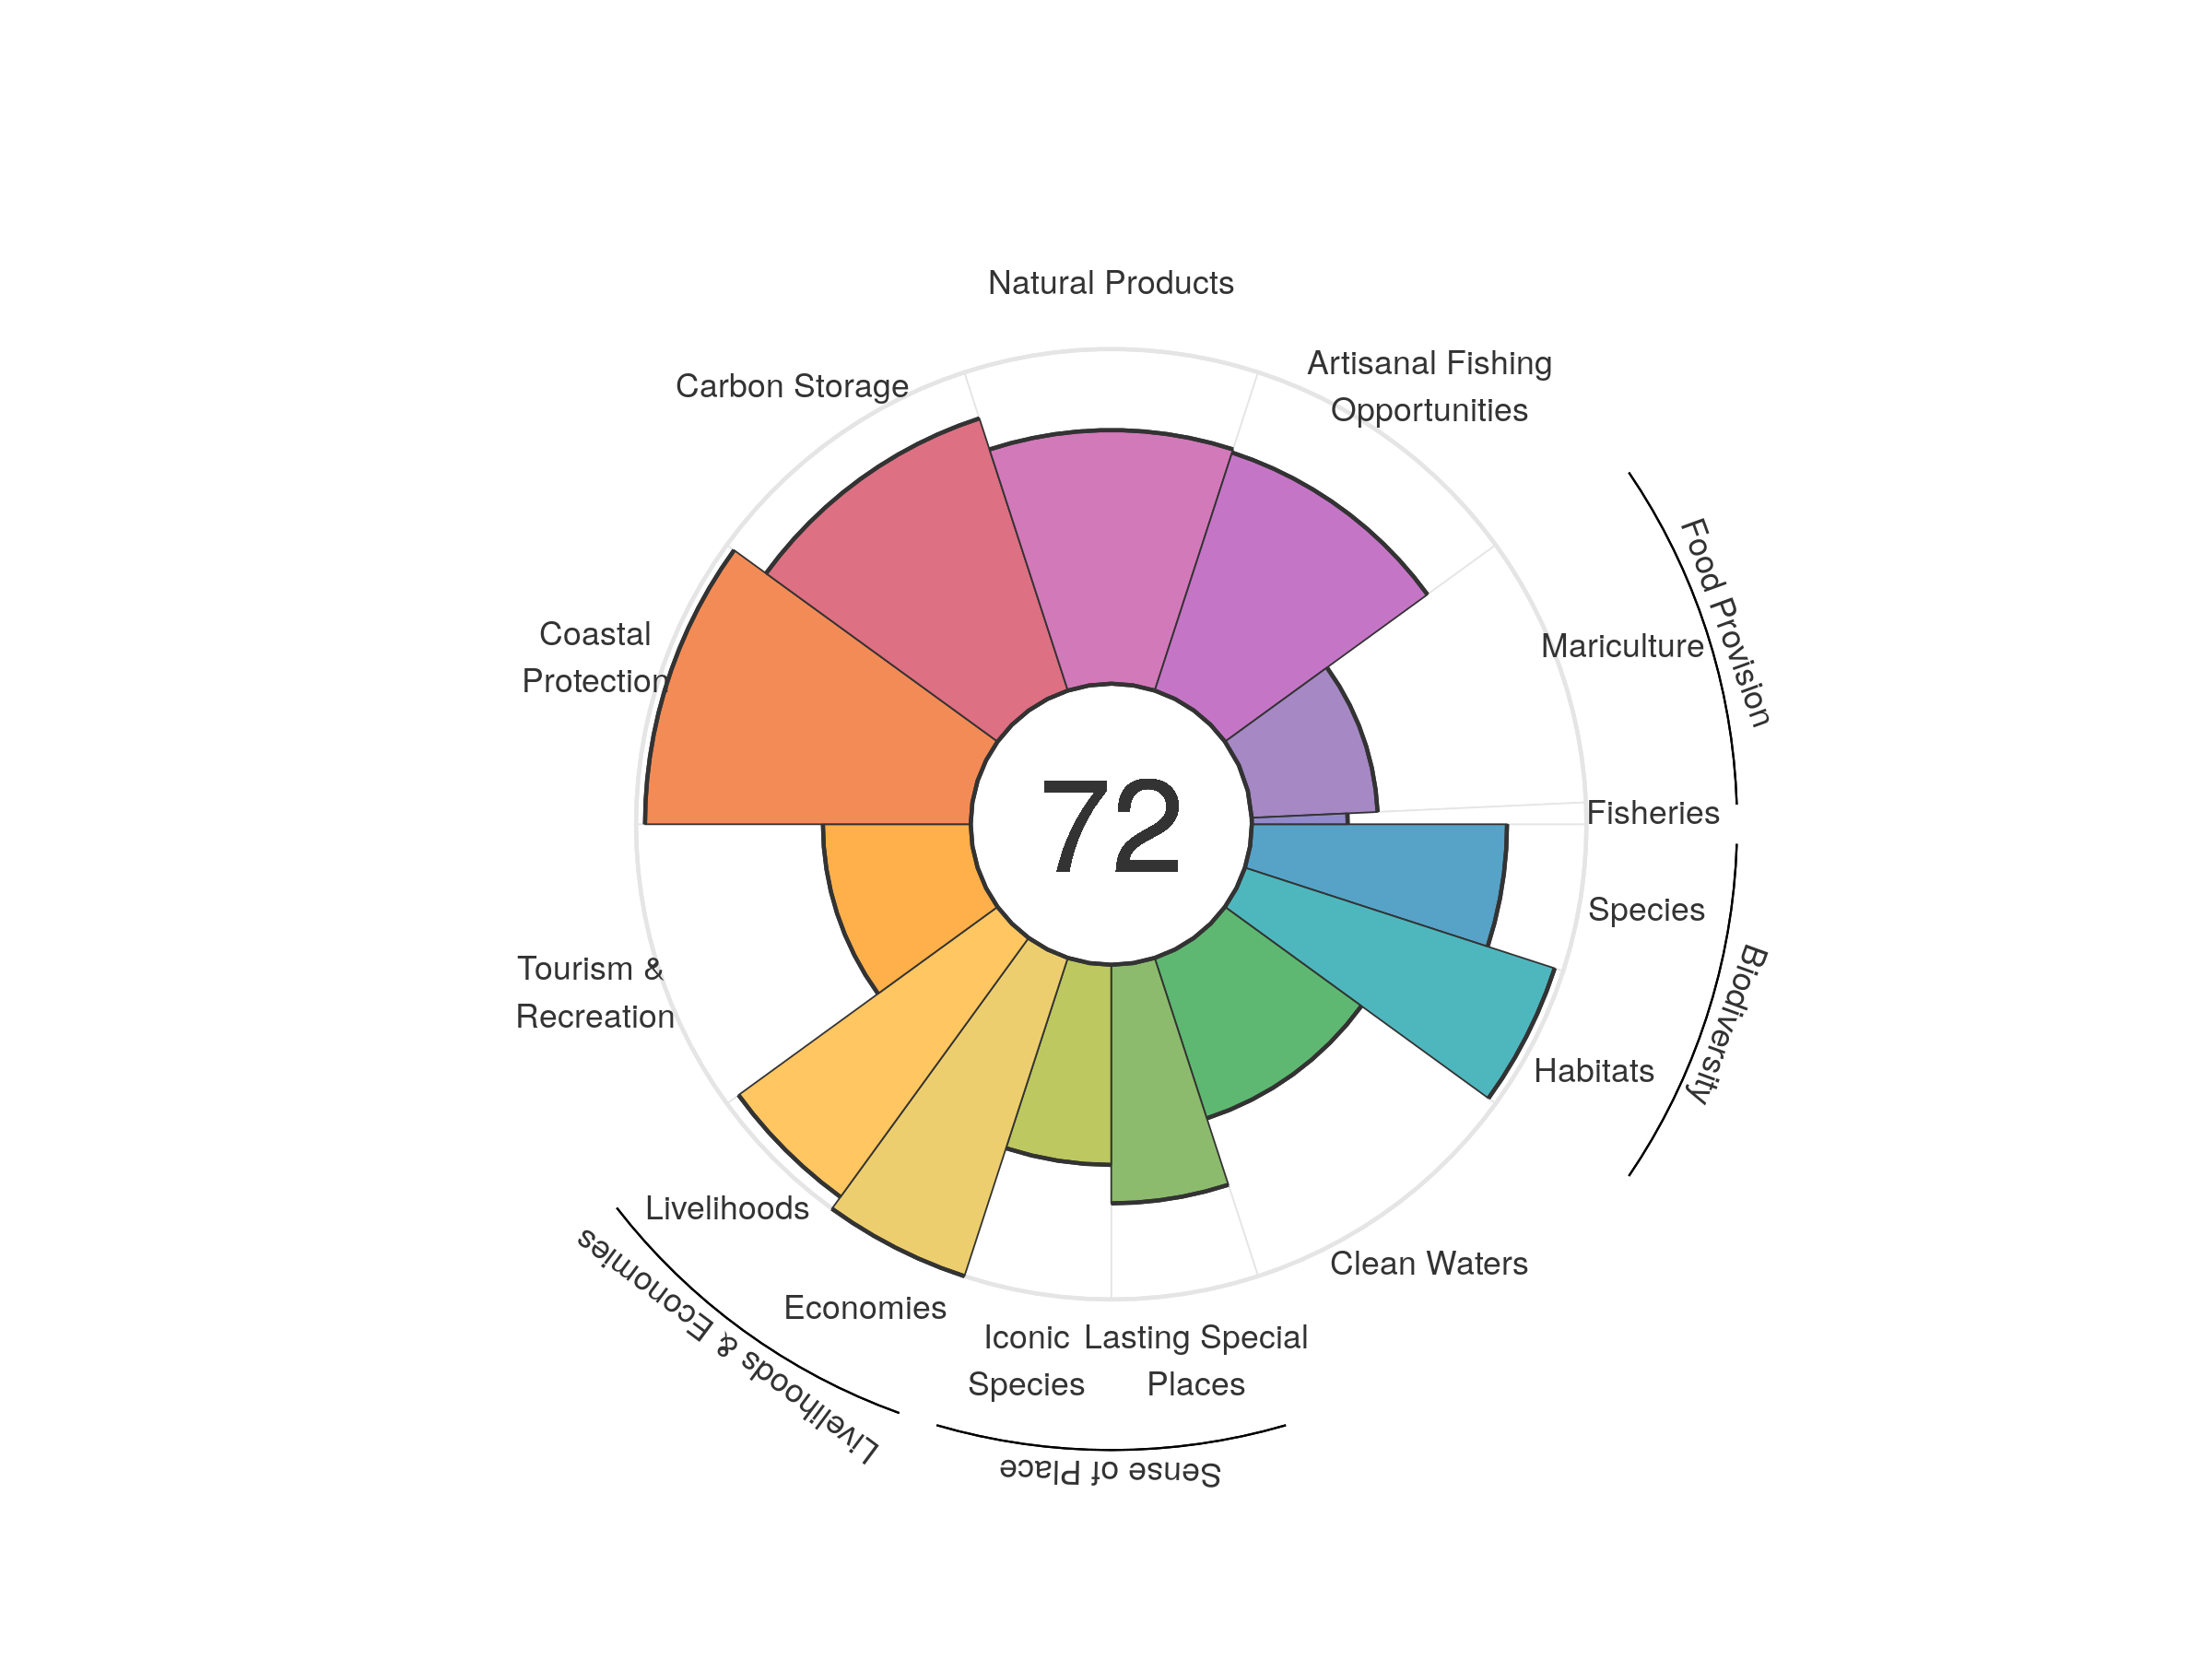 Natural Products
Artisanal Fishing
Opportunities
Carbon Storage
Food Provision
Mariculture
Coastal
Protection
72
Fisheries
Species
Biodiversity
Tourism &
Recreation
Habitats
Livelihoods
Clean Waters
Economies
Livelihoods & Economies
Iconic
Species
Lasting Special
Places
Sense of Place